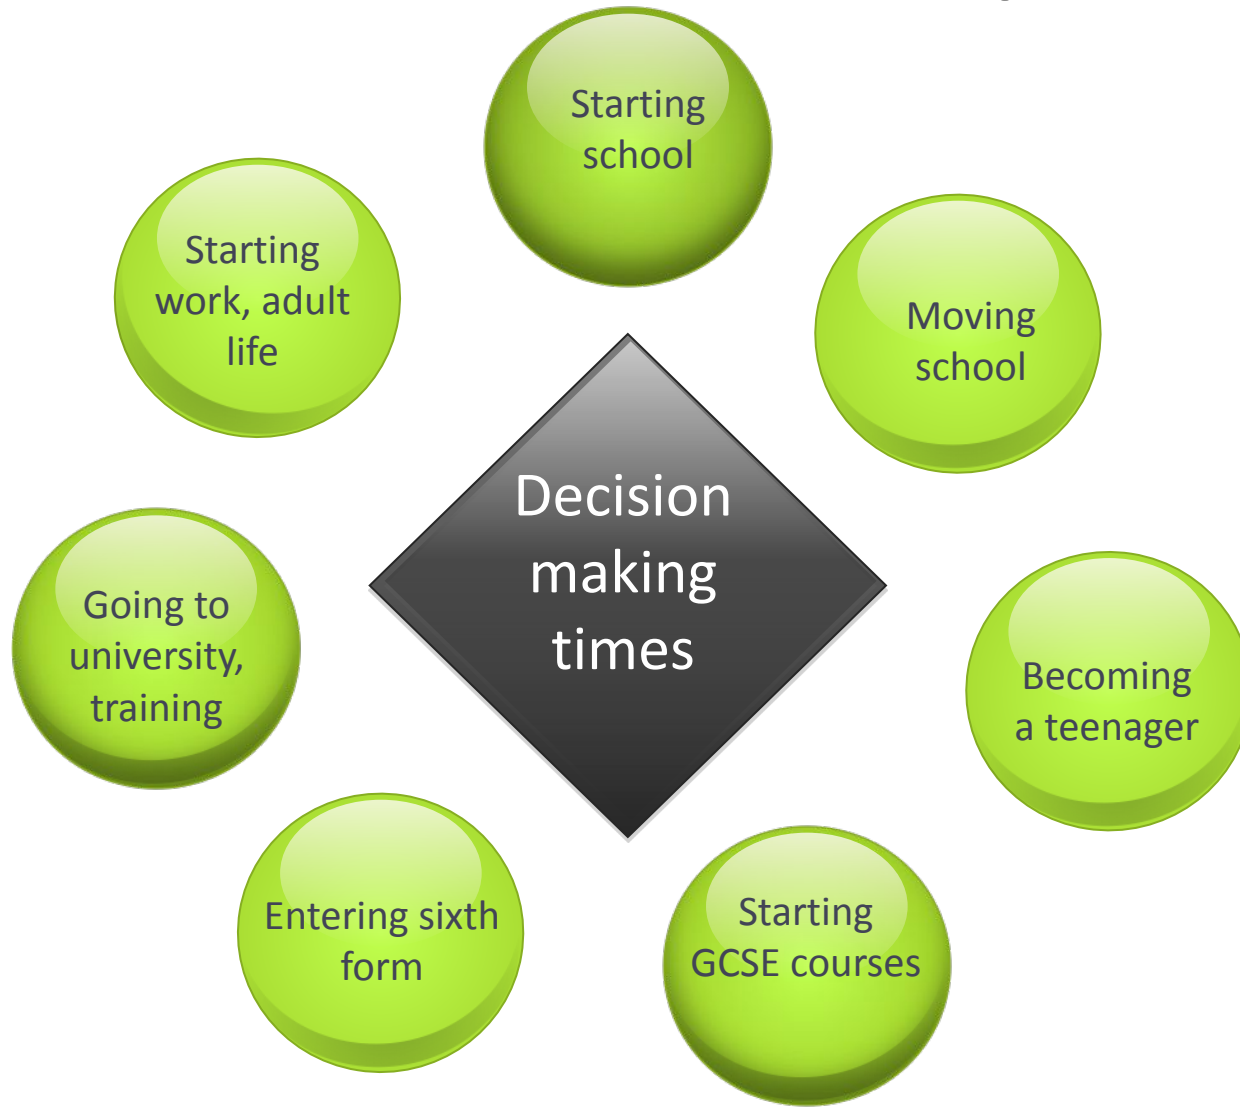 Starting
school
Moving
school
Becoming
a teenager
Starting
GCSE courses
Entering sixth
form
Going to
university,
training
Starting
work, adult
life
Decision
making
times